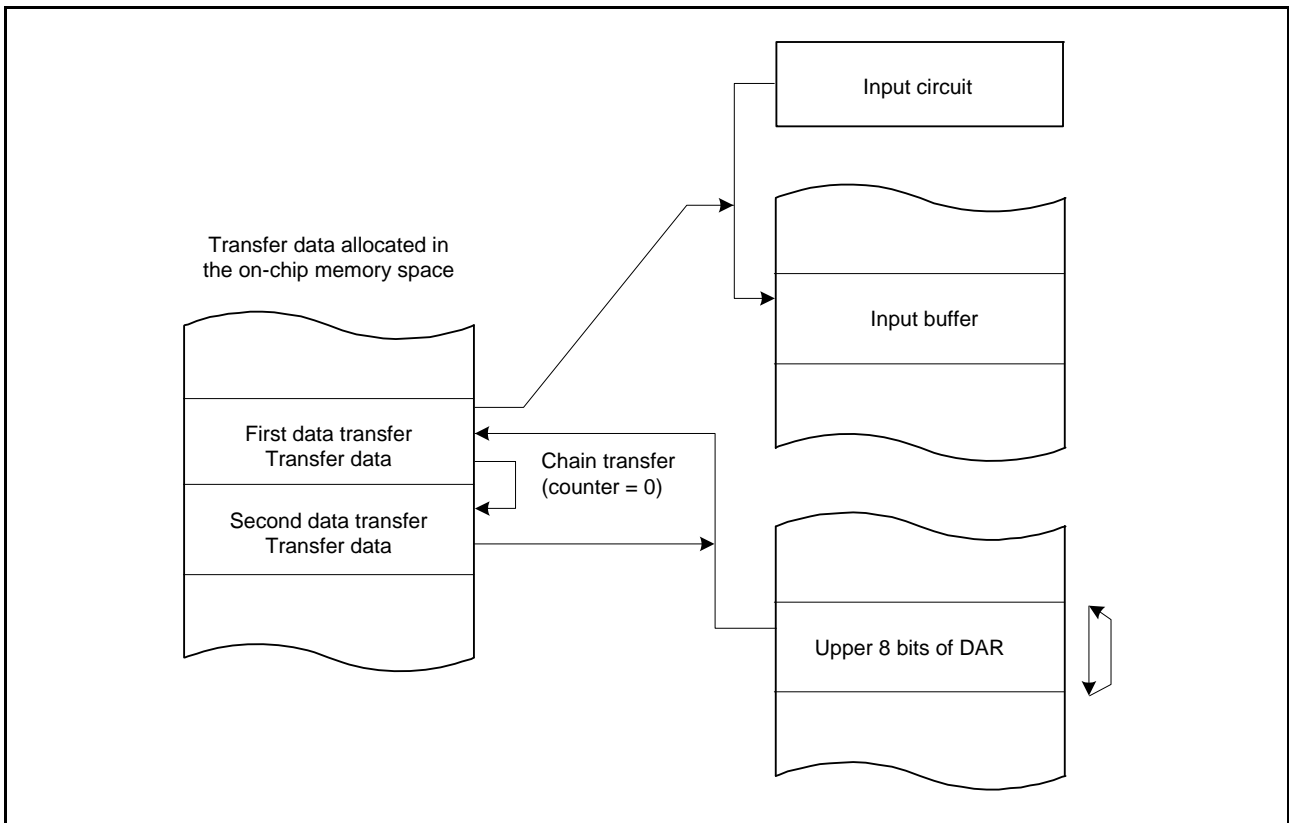 Input circuit
Transfer data allocated in
the on-chip memory space
Input buffer
First data transfer
Transfer data
Chain transfer
(counter = 0)
Second data transfer
Transfer data
Upper 8 bits of DAR